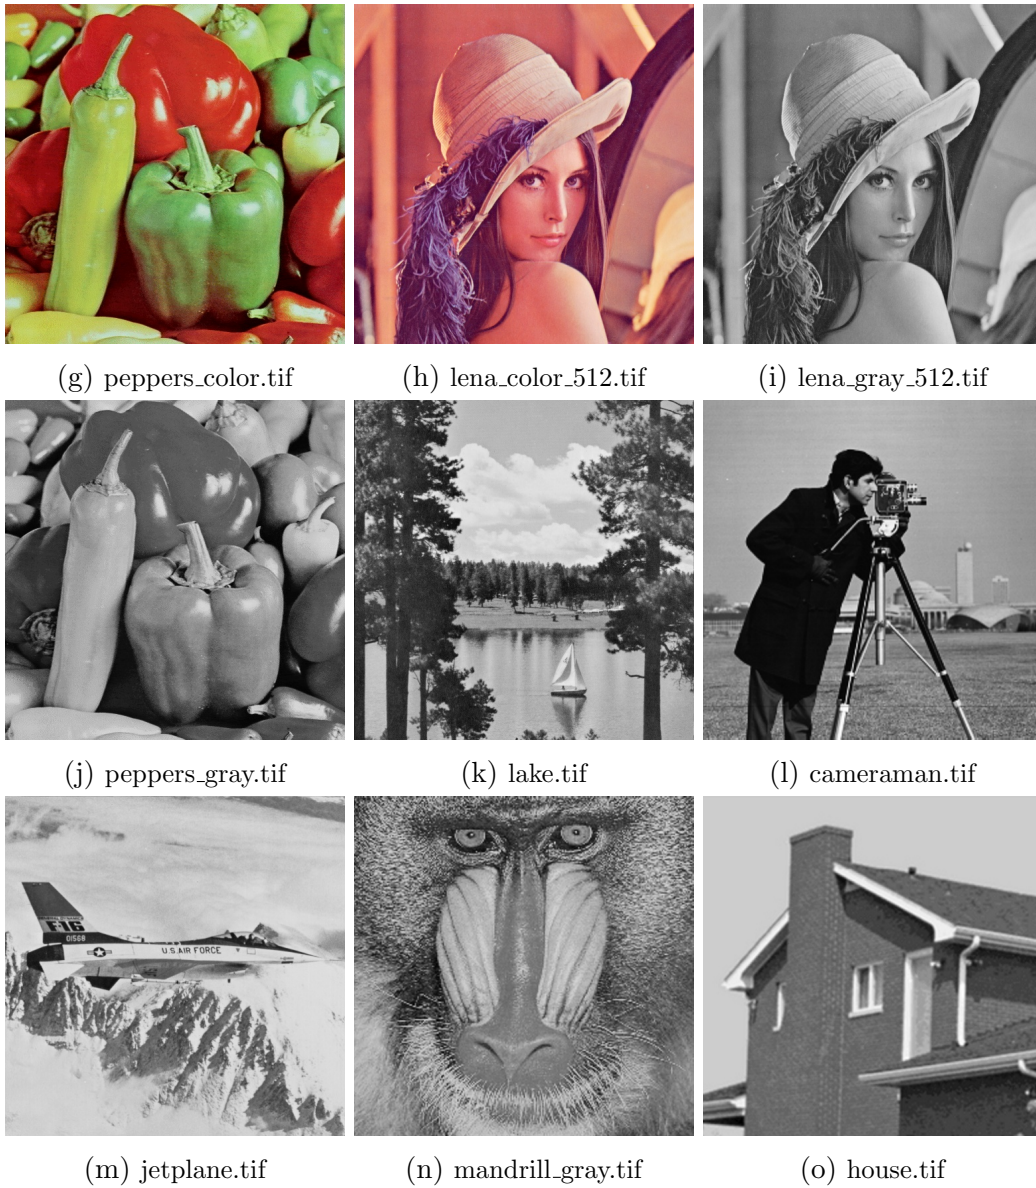 (g) peppers_color.tif
(h) lena_color_512.tif
(i) lena_gray_512.tif
(j) peppers_gray.tif
(k) lake.tif
(l) cameraman.tif
F-16
01568
U.S. AIR FORCE
(m) jetplane.tif
(n) mandrill_gray.tif
(o) house.tif